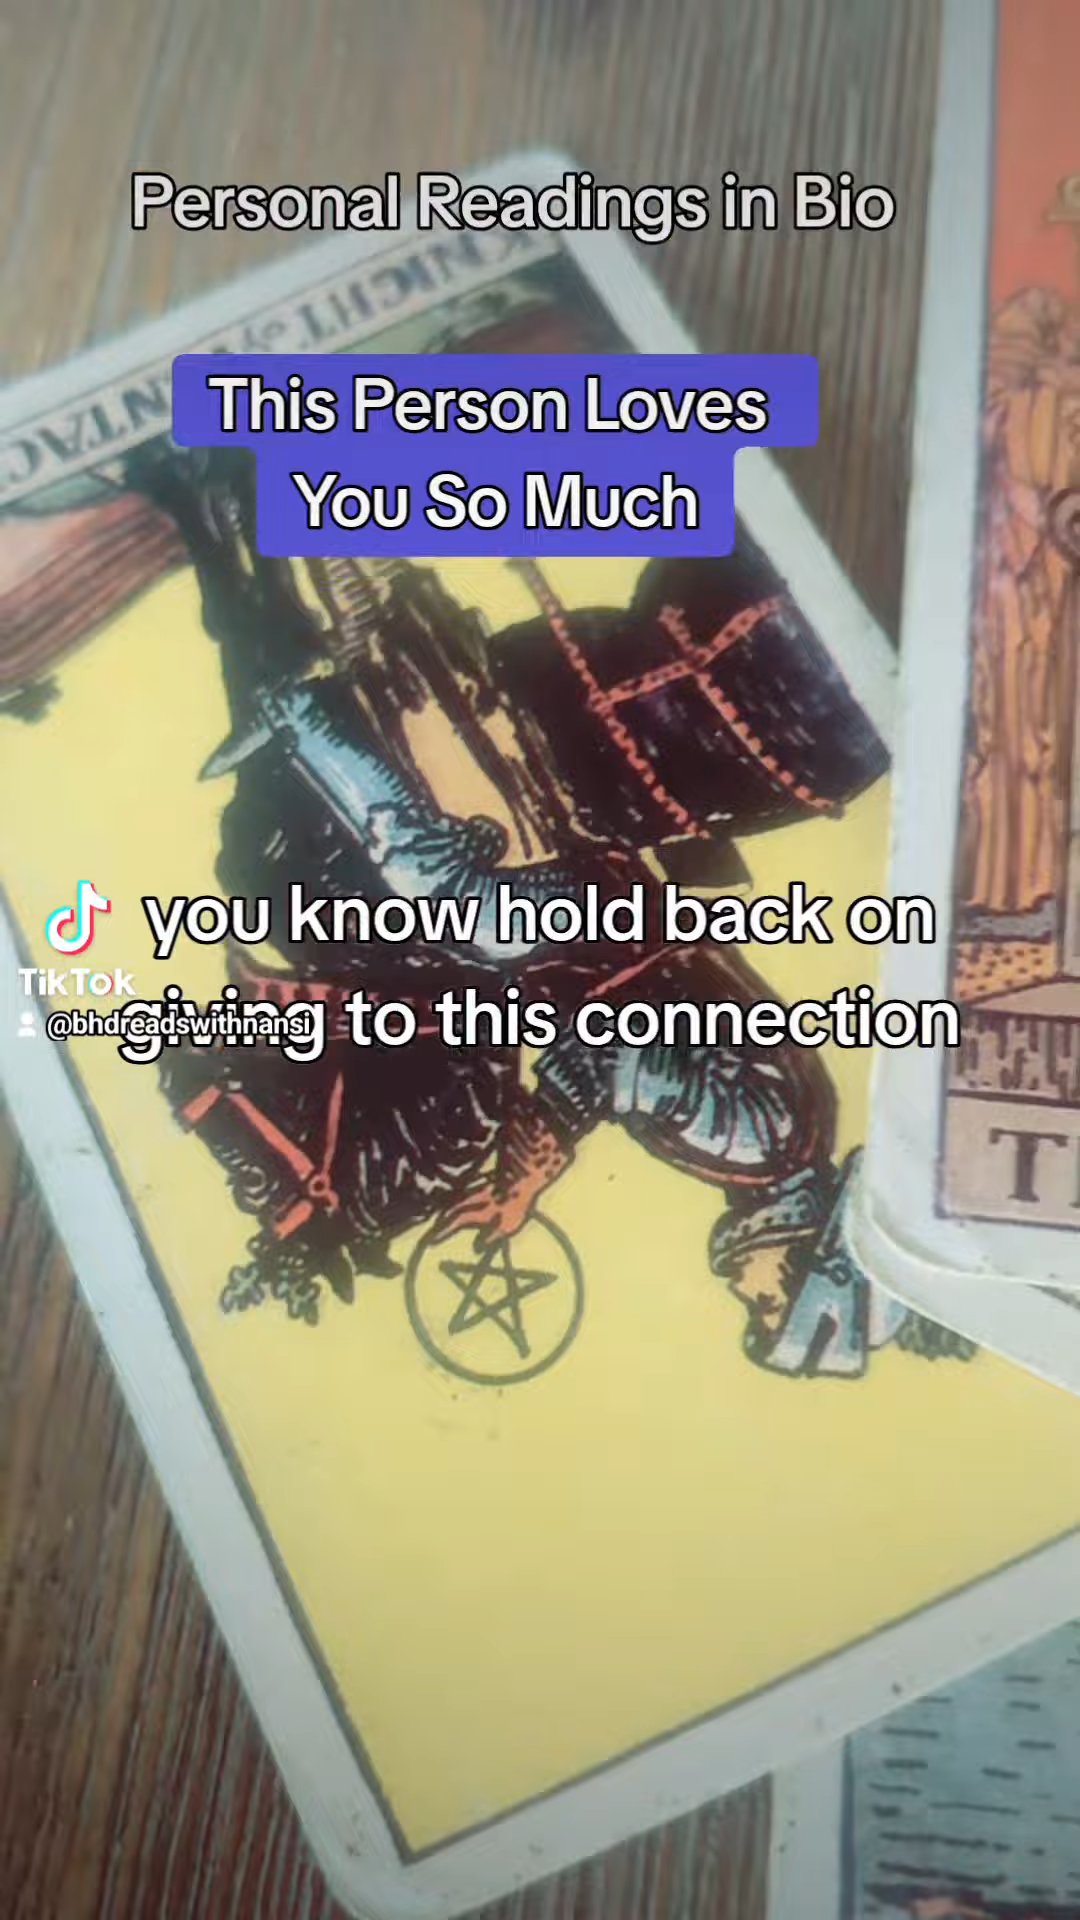 Personal Readings in Bio
KNIGHT of
This Person Loves
You So Much
you know hold back on
TikTok
giving to this connection
@bhdreadswithnansi